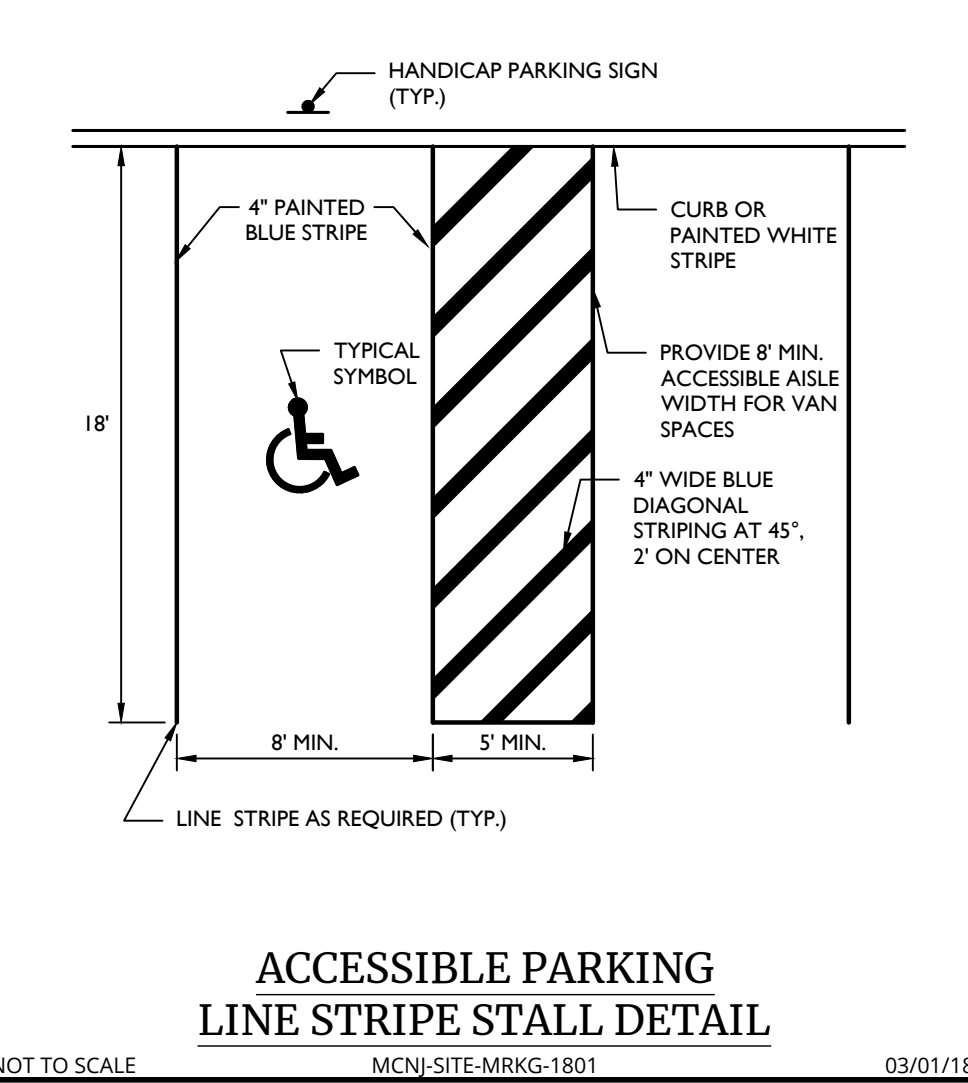 HANDICAP PARKING SIGN
(TYP.)
4" PAINTED
BLUE STRIPE
CURB OR
PAINTED WHITE
STRIPE
TYPICAL
SYMBOL
PROVIDE 8' MIN.
ACCESSIBLE AISLE
WIDTH FOR VAN
SPACES
18'
4" WIDE BLUE
DIAGONAL
STRIPING AT 45°,
2' ON CENTER
8' MIN.
5' MIN.
LINE STRIPE AS REQUIRED (TYP.)
ACCESSIBLE PARKING
LINE STRIPE STALL DETAIL
NOT TO SCALE
MCNJ-SITE-MRKG-1801
03/01/18